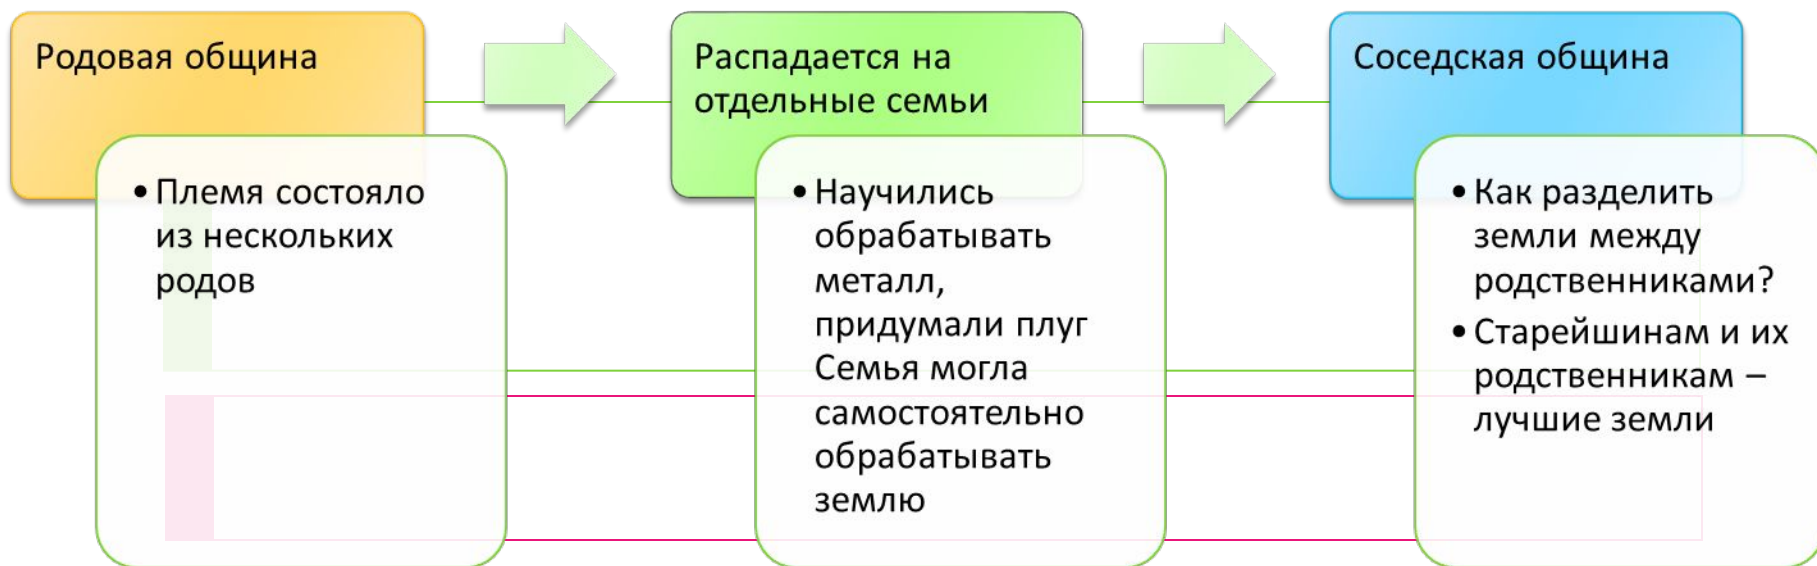 Родовая община
• Племя состояло
из нескольких
родов
Распадается на
отдельные семьи
• Научились
обрабатывать
металл,
придумали плуг
Семья могла
самостоятельно
обрабатывать
землю
Соседская община
• Как разделить
земли между
родственниками?
• Старейшинам и их
родственникам –
лучшие земли